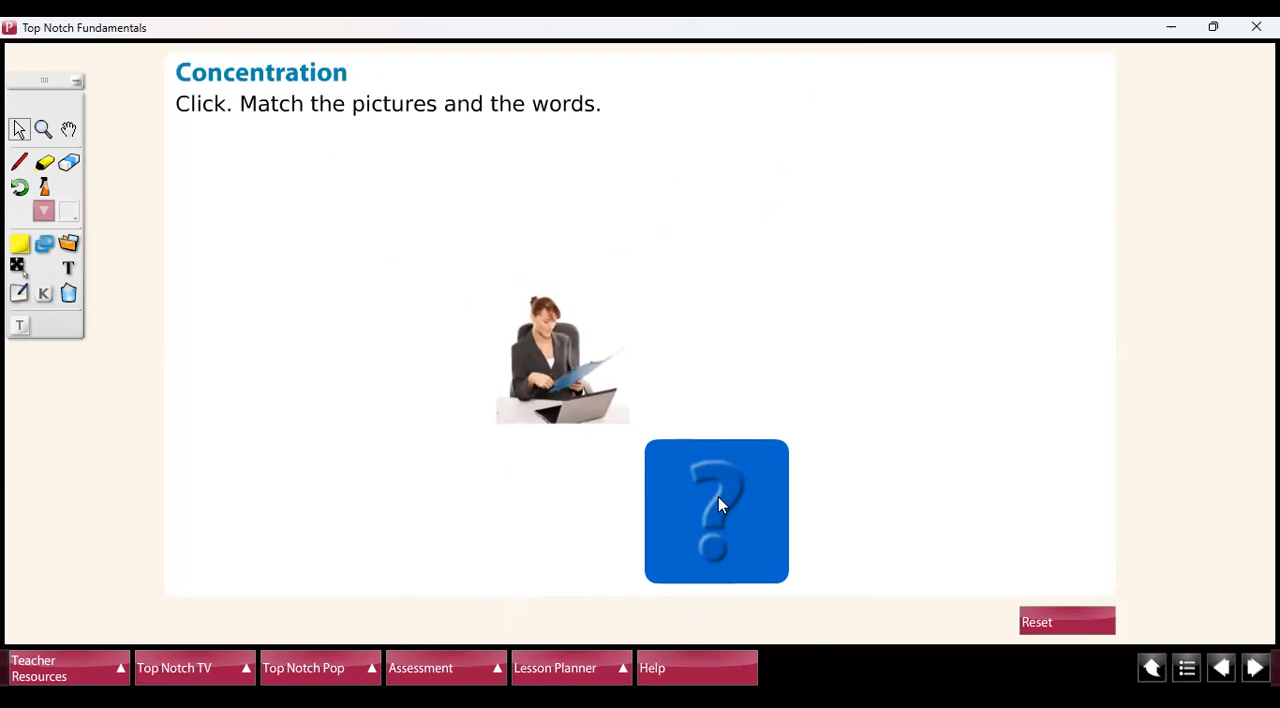 Top Notch Fundamentals
Concentration
Click. Match the pictures and the words.
T
K
T
?
Reset
Teacher
Resources
Top Notch TV
Top Notch Pop
Assessment
Lesson Planner
Help